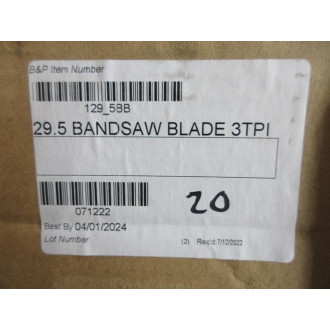 B&P Item Number
129_5BB
29.5 BANDSAW BLADE 3TPI
071222
20
Best By 04/01/2024
Lot Number
(2) Rec'd 7/12/2022